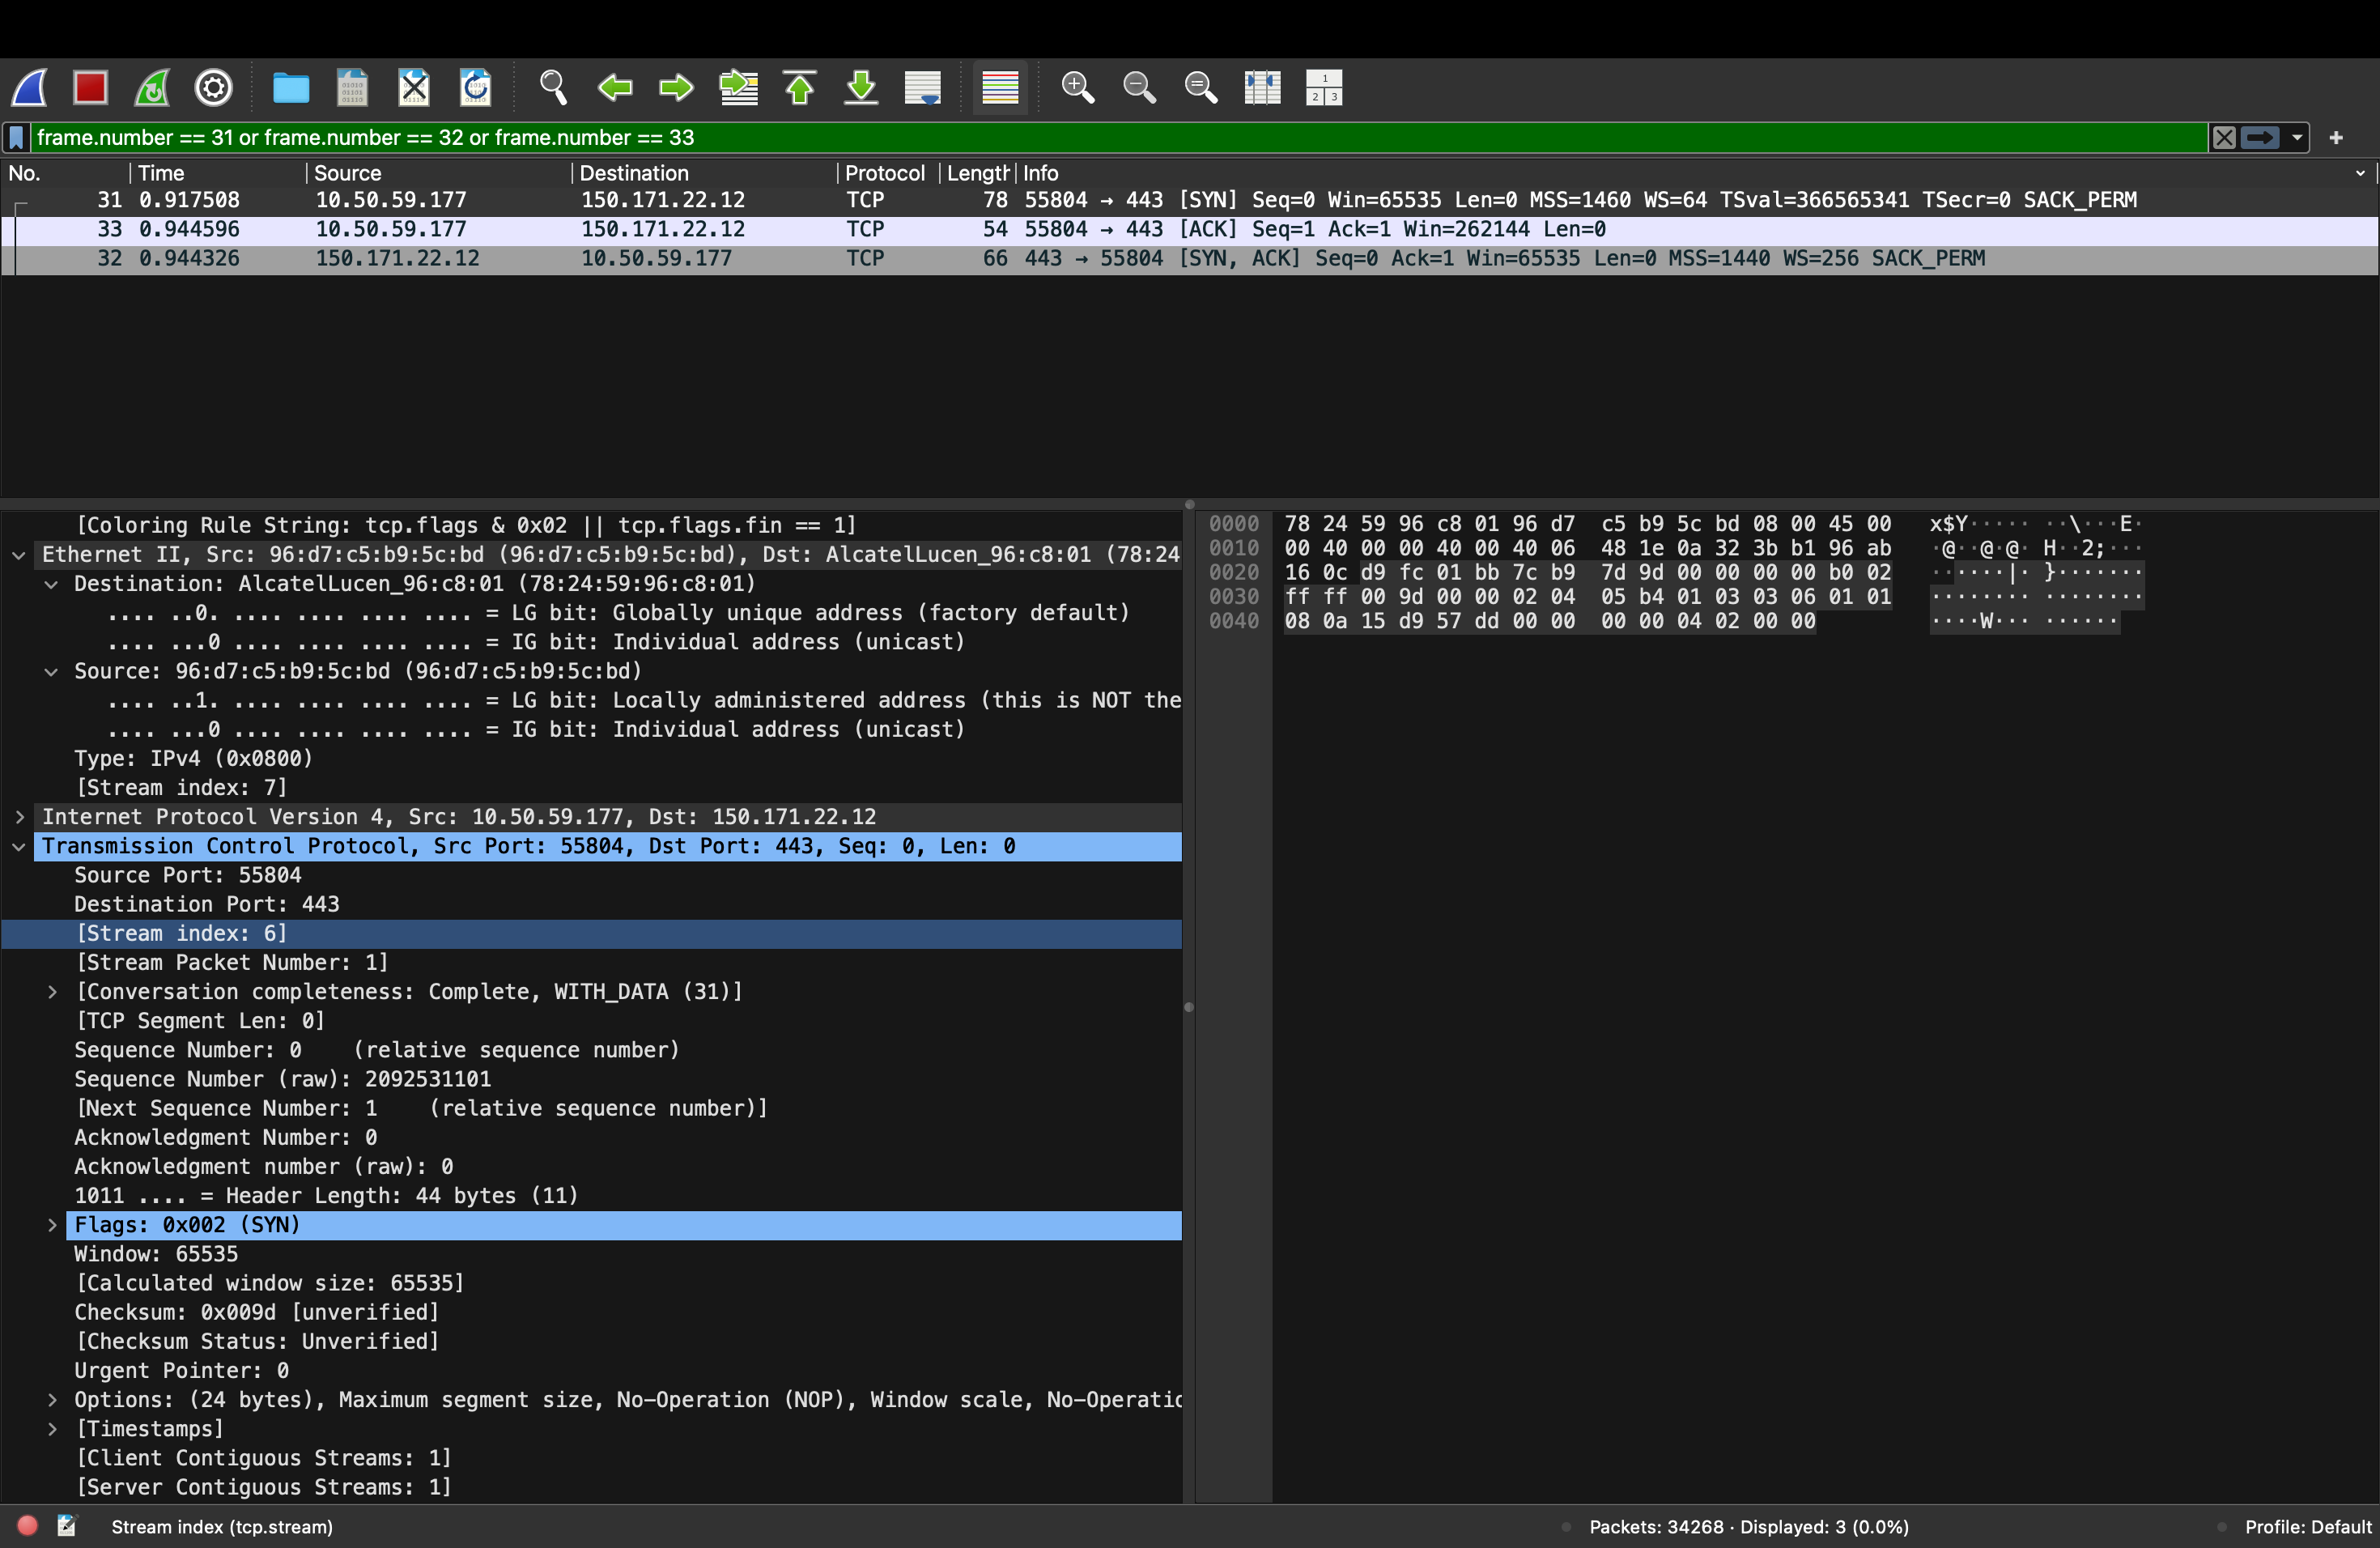 frame.number == 31 or frame.number == 32 or frame.number == 33
No. Time Source Destination Protocol Length Info
31 0.917508 10.50.59.177 150.171.22.12 TCP 78 55804 → 443 [SYN] Seq=0 Win=65535 Len=0 MSS=1460 WS=64 TSval=366565341 TSecr=0 SACK_PERM
33 0.944596 10.50.59.177 150.171.22.12 TCP 54 55804 → 443 [ACK] Seq=1 Ack=1 Win=262144 Len=0
32 0.944326 150.171.22.12 10.50.59.177 TCP 66 443 → 55804 [SYN, ACK] Seq=0 Ack=1 Win=65535 Len=0 MSS=1440 WS=256 SACK_PERM
[Coloring Rule String: tcp.flags & 0x02 || tcp.flags.fin == 1]
Ethernet II, Src: 96:d7:c5:b9:5c:bd (96:d7:c5:b9:5c:bd), Dst: AlcatelLucen_96:c8:01 (78:24
Destination: AlcatelLucen_96:c8:01 (78:24:59:96:c8:01)
.... ..0. .... .... .... .... = LG bit: Globally unique address (factory default)
.... ...0 .... .... .... .... = IG bit: Individual address (unicast)
Source: 96:d7:c5:b9:5c:bd (96:d7:c5:b9:5c:bd)
.... ..1. .... .... .... .... = LG bit: Locally administered address (this is NOT the
.... ...0 .... .... .... .... = IG bit: Individual address (unicast)
Type: IPv4 (0x0800)
[Stream index: 7]
Internet Protocol Version 4, Src: 10.50.59.177, Dst: 150.171.22.12
Transmission Control Protocol, Src Port: 55804, Dst Port: 443, Seq: 0, Len: 0
Source Port: 55804
Destination Port: 443
[Stream index: 6]
[Stream Packet Number: 1]
[Conversation completeness: Complete, WITH_DATA (31)]
[TCP Segment Len: 0]
Sequence Number: 0    (relative sequence number)
Sequence Number (raw): 2092531101
[Next Sequence Number: 1    (relative sequence number)]
Acknowledgment Number: 0
Acknowledgment number (raw): 0
1011 .... = Header Length: 44 bytes (11)
Flags: 0x002 (SYN)
Window: 65535
[Calculated window size: 65535]
Checksum: 0x009d [unverified]
[Checksum Status: Unverified]
Urgent Pointer: 0
Options: (24 bytes), Maximum segment size, No-Operation (NOP), Window scale, No-Operatic
[Timestamps]
[Client Contiguous Streams: 1]
[Server Contiguous Streams: 1]
0000 78 24 59 96 c8 01 96 d7 c5 b9 5c bd 08 00 45 00 x$Y····· ··\···E·
0010 00 40 00 00 40 00 40 06 48 1e 0a 32 3b b1 96 ab ·@··@·@· H··2;···
0020 16 0c d9 fc 01 bb 7c b9 7d 9d 00 00 00 00 b0 02 ······|· }·······
0030 ff ff 00 9d 00 00 02 04 05 b4 01 03 03 06 01 01 ········ ········
0040 08 0a 15 d9 57 dd 00 00 00 00 04 02 00 00 ····W··· ······
Stream index (tcp.stream)
Packets: 34268 · Displayed: 3 (0.0%)
Profile: Default